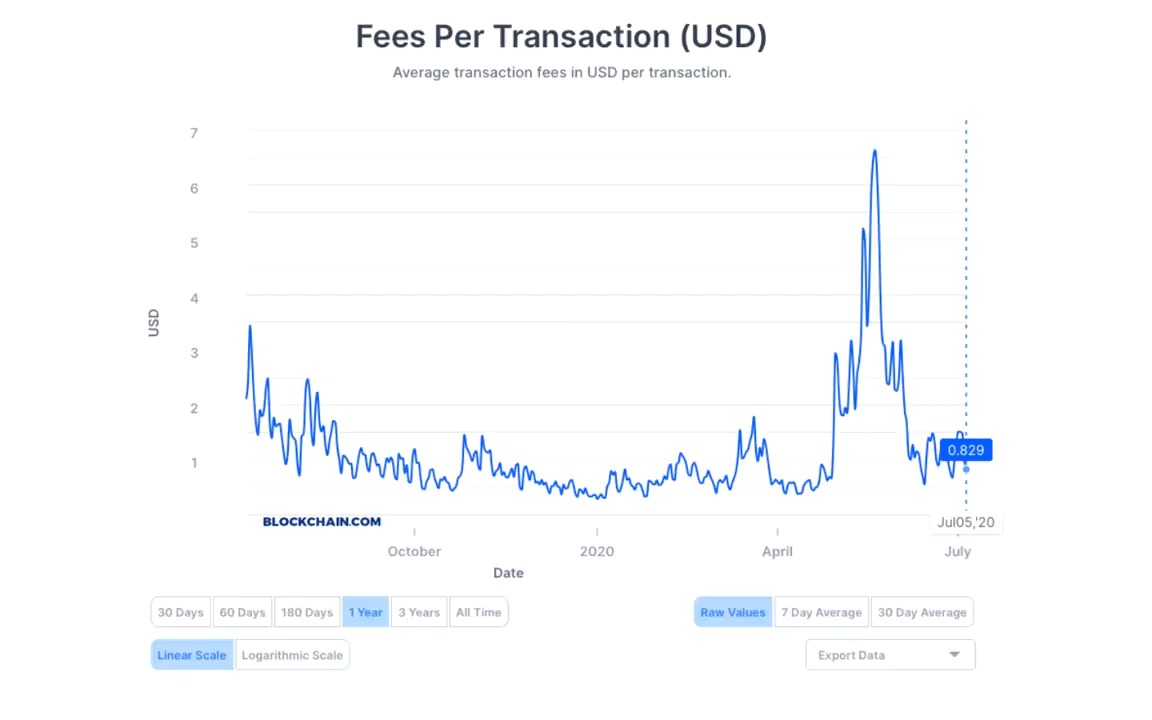 Fees Per Transaction (USD)
Average transaction fees in USD per transaction.
7
6
5
4
3
2
1
USD
0.829
BLOCKCHAIN.COM
Jul05,'20
October
2020
April
July
Date
30 Days
60 Days
180 Days
1 Year
3 Years
All Time
Raw Values
7 Day Average
30 Day Average
Linear Scale
Logarithmic Scale
Export Data